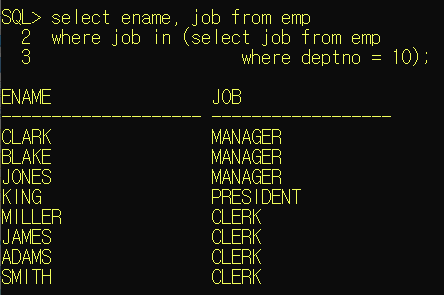 SQL> select ename, job from emp
2 where job in (select job from emp
3 where deptno = 10);
ENAME JOB
-------------------- ------------------
CLARK MANAGER
BLAKE MANAGER
JONES MANAGER
KING PRESIDENT
MILLER CLERK
JAMES CLERK
ADAMS CLERK
SMITH CLERK